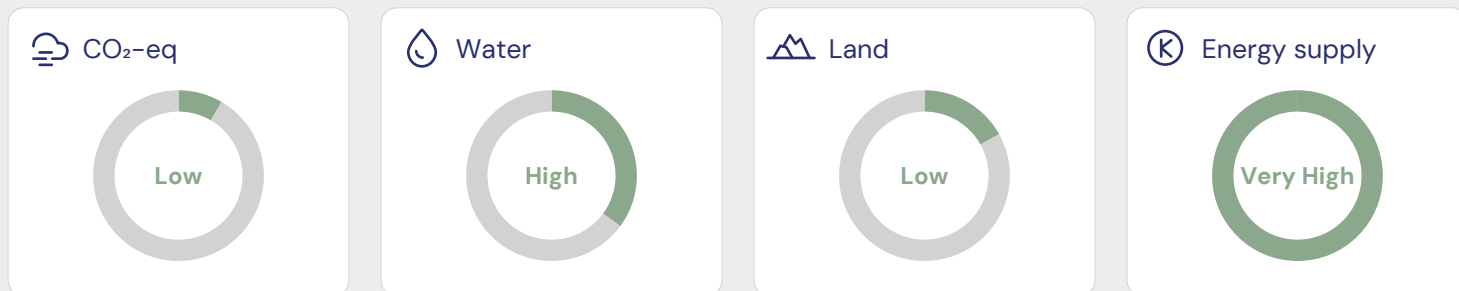 CO₂-eq
Low
Water
High
Land
Low
Energy supply
Very High